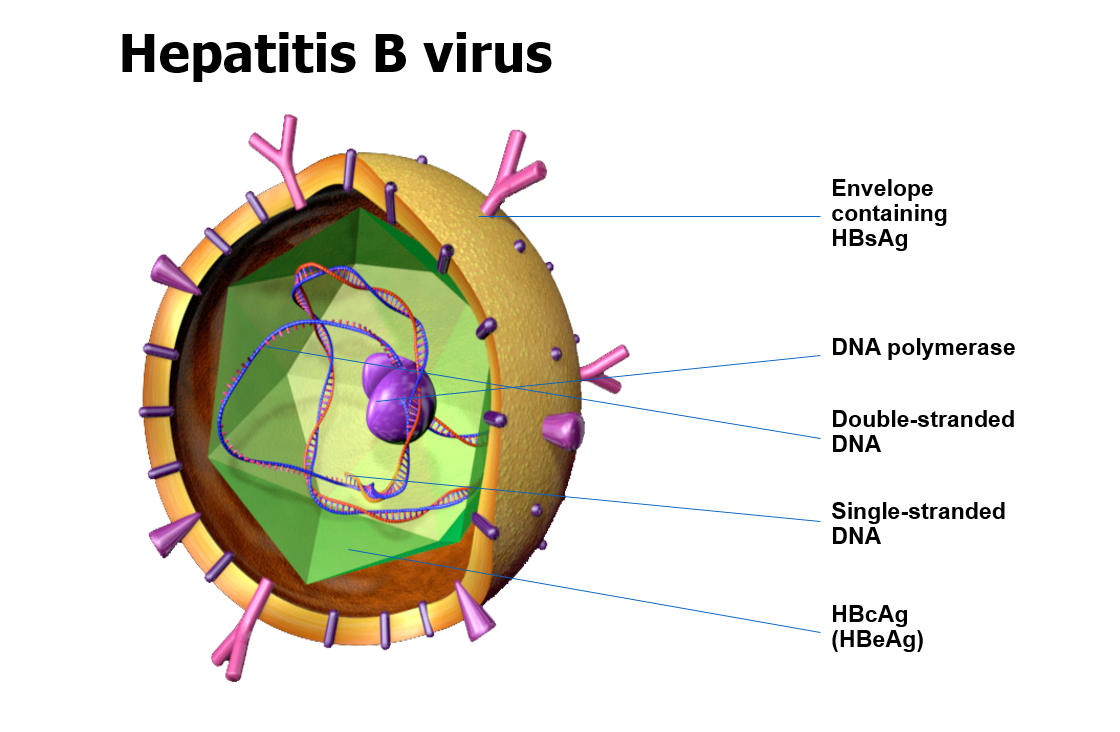 Hepatitis B virus
Envelope
containing
HBsAg
DNA polymerase
Double-stranded
DNA
Single-stranded
DNA
HBcAg
(HBeAg)